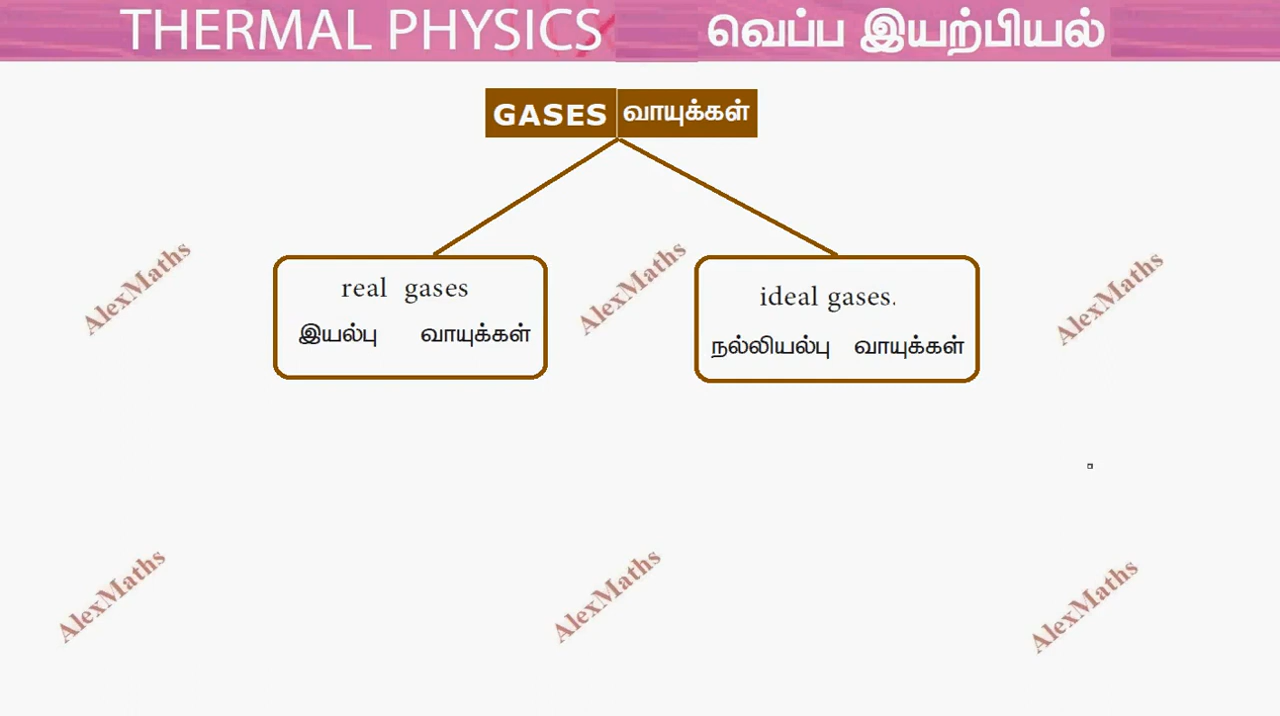 THERMAL PHYSICS வெப்ப இயற்பியல்
GASES வாயுக்கள்
real gases
இயல்பு வாயுக்கள்
ideal gases.
நல்லியல்பு வாயுக்கள்
AlexMaths
AlexMaths
AlexMaths
AlexMaths
AlexMaths
AlexMaths